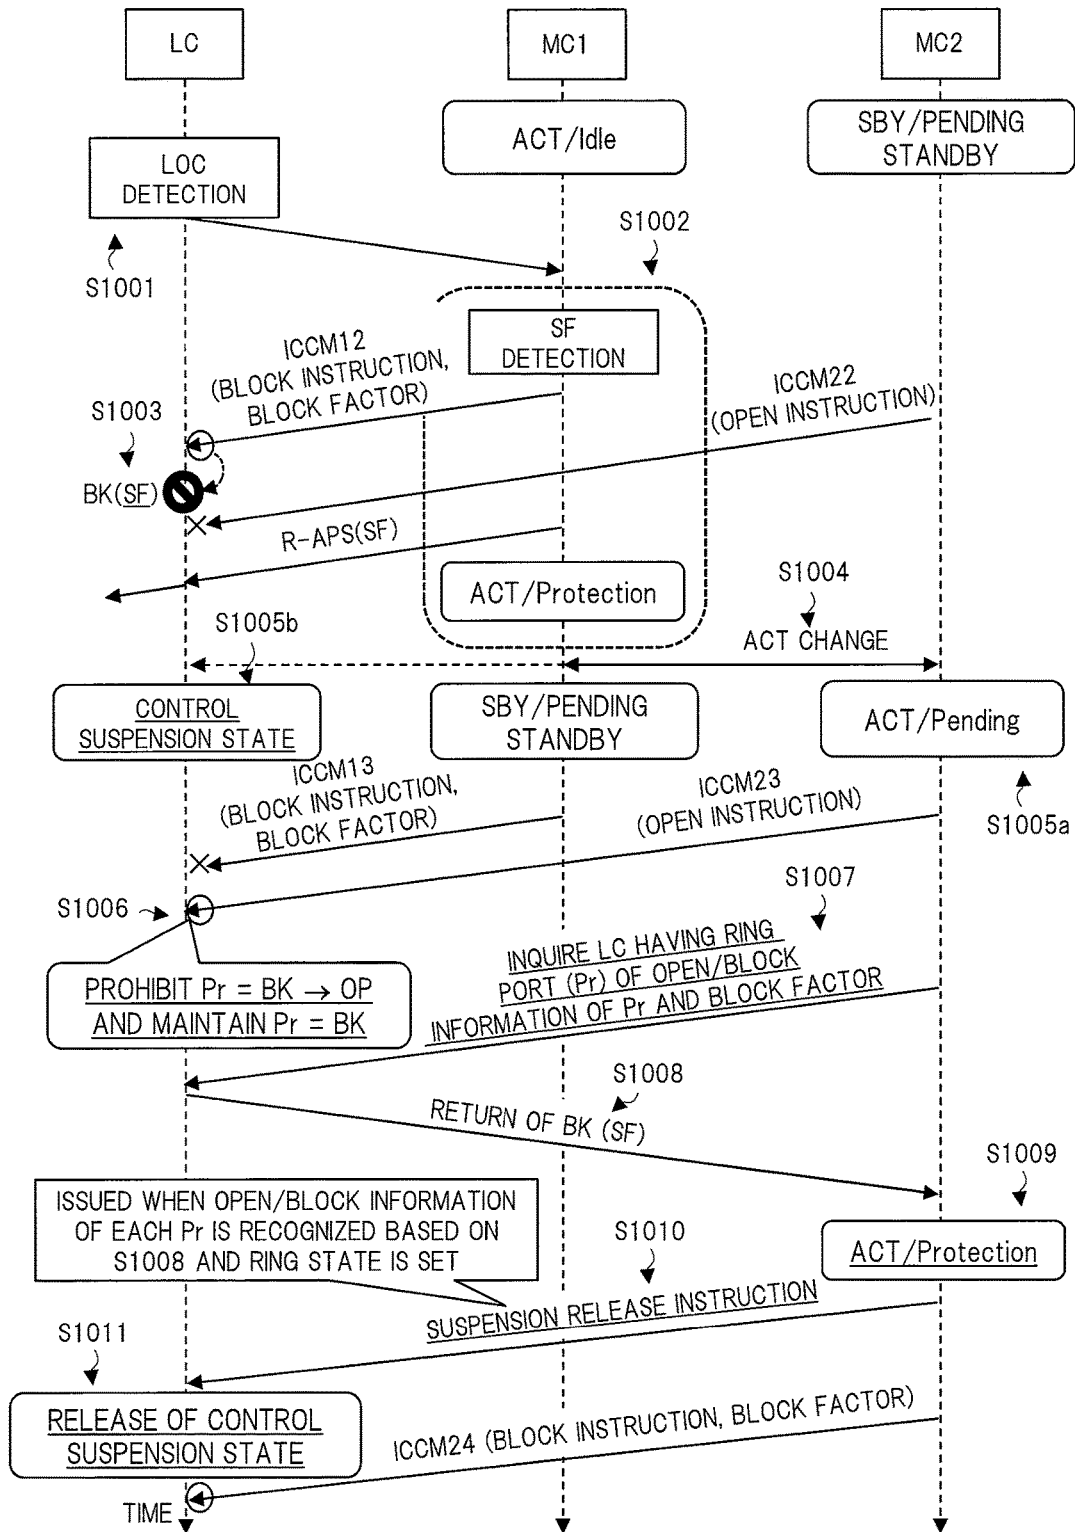 LC
MC1
MC2
ACT/Idle
SBY/PENDING
STANDBY
LOC
DETECTION
S1001
S1002
SF
DETECTION
ICCM12
(BLOCK INSTRUCTION,
BLOCK FACTOR)
ICCM22
(OPEN INSTRUCTION)
S1003
BK(SF)
R-APS(SF)
ACT/Protection
S1004
ACT CHANGE
S1005b
CONTROL
SUSPENSION STATE
SBY/PENDING
STANDBY
ACT/Pending
S1005a
ICCM13
(BLOCK INSTRUCTION,
BLOCK FACTOR)
ICCM23
(OPEN INSTRUCTION)
S1006
S1007
PROHIBIT Pr = BK → OP
AND MAINTAIN Pr = BK
INQUIRE LC HAVING RING
PORT (Pr) OF OPEN/BLOCK
INFORMATION OF Pr AND BLOCK FACTOR
S1008
RETURN OF BK (SF)
S1009
ACT/Protection
ISSUED WHEN OPEN/BLOCK INFORMATION
OF EACH Pr IS RECOGNIZED BASED ON
S1008 AND RING STATE IS SET
S1010
SUSPENSION RELEASE INSTRUCTION
S1011
RELEASE OF CONTROL
SUSPENSION STATE
ICCM24 (BLOCK INSTRUCTION, BLOCK FACTOR)
TIME